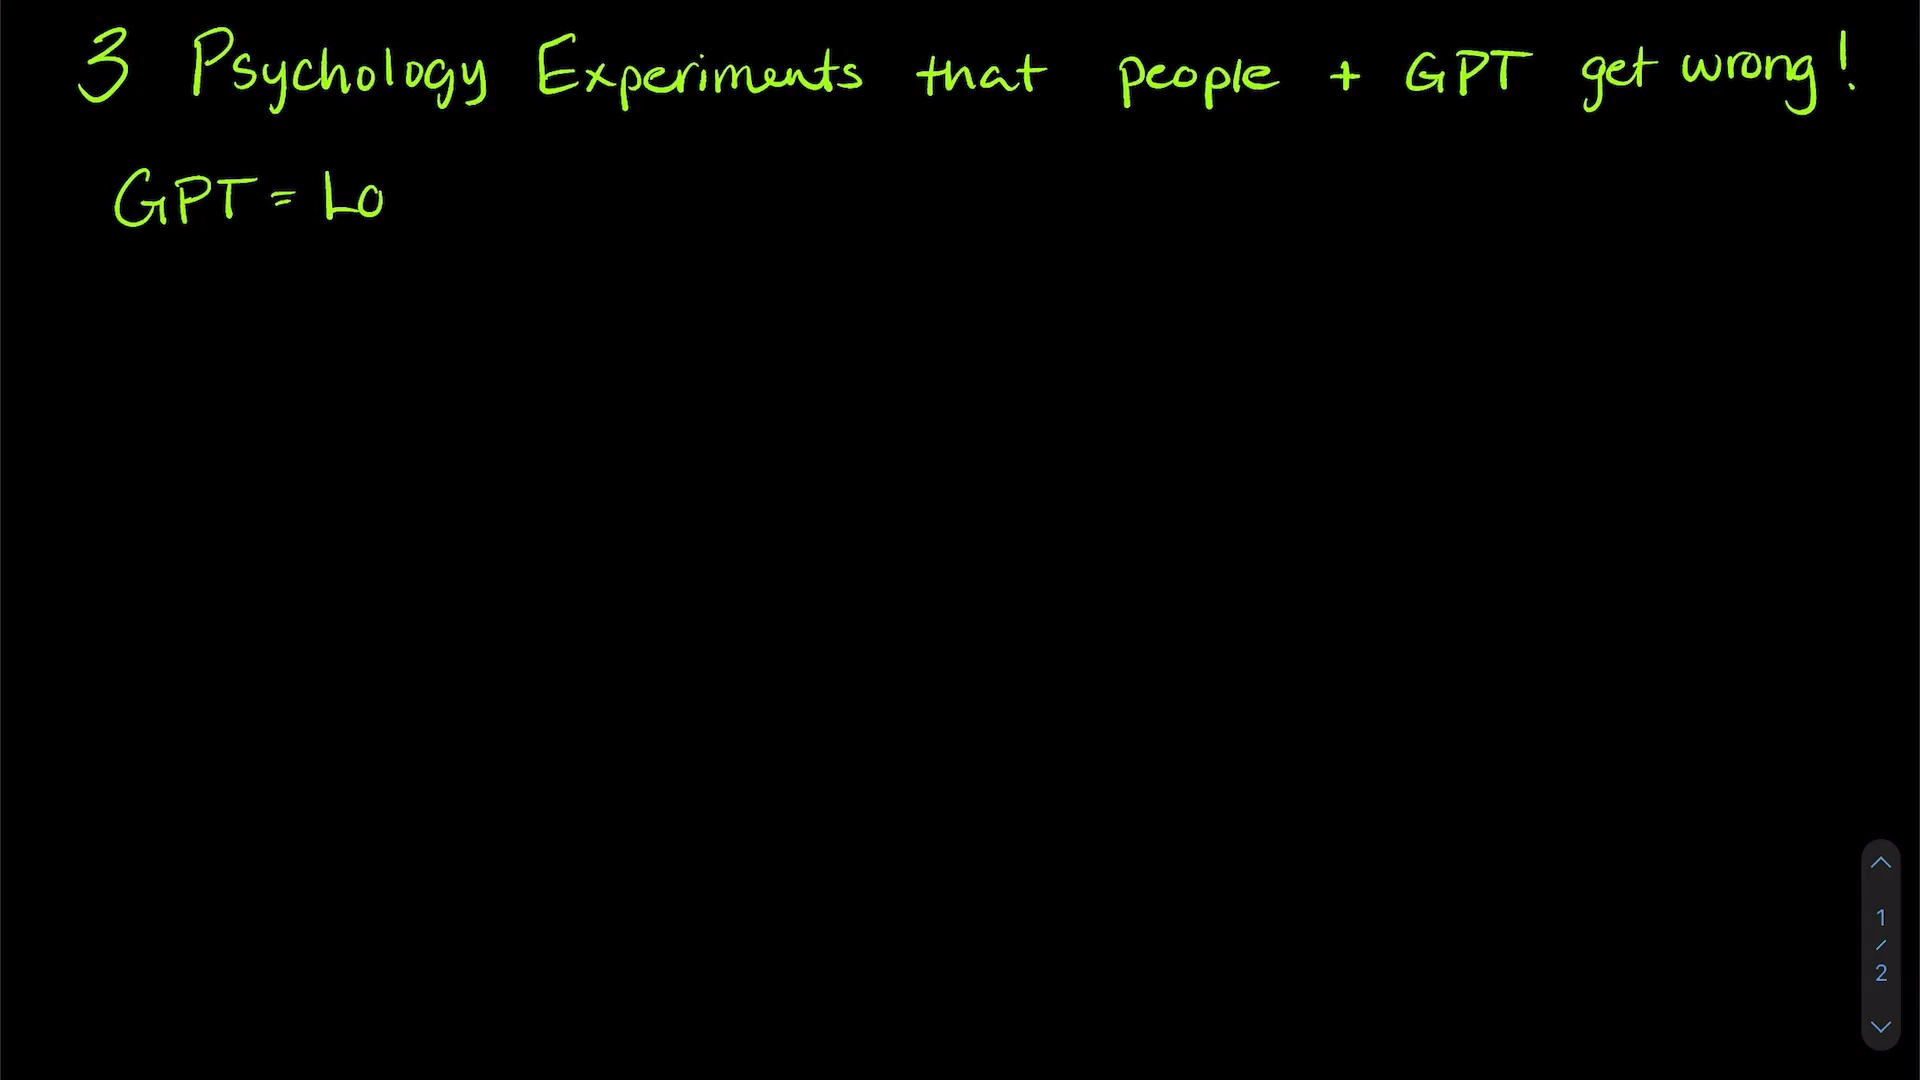 3 Psychology Experiments that people + GPT get wrong!
GPT = Lo
1
/
2